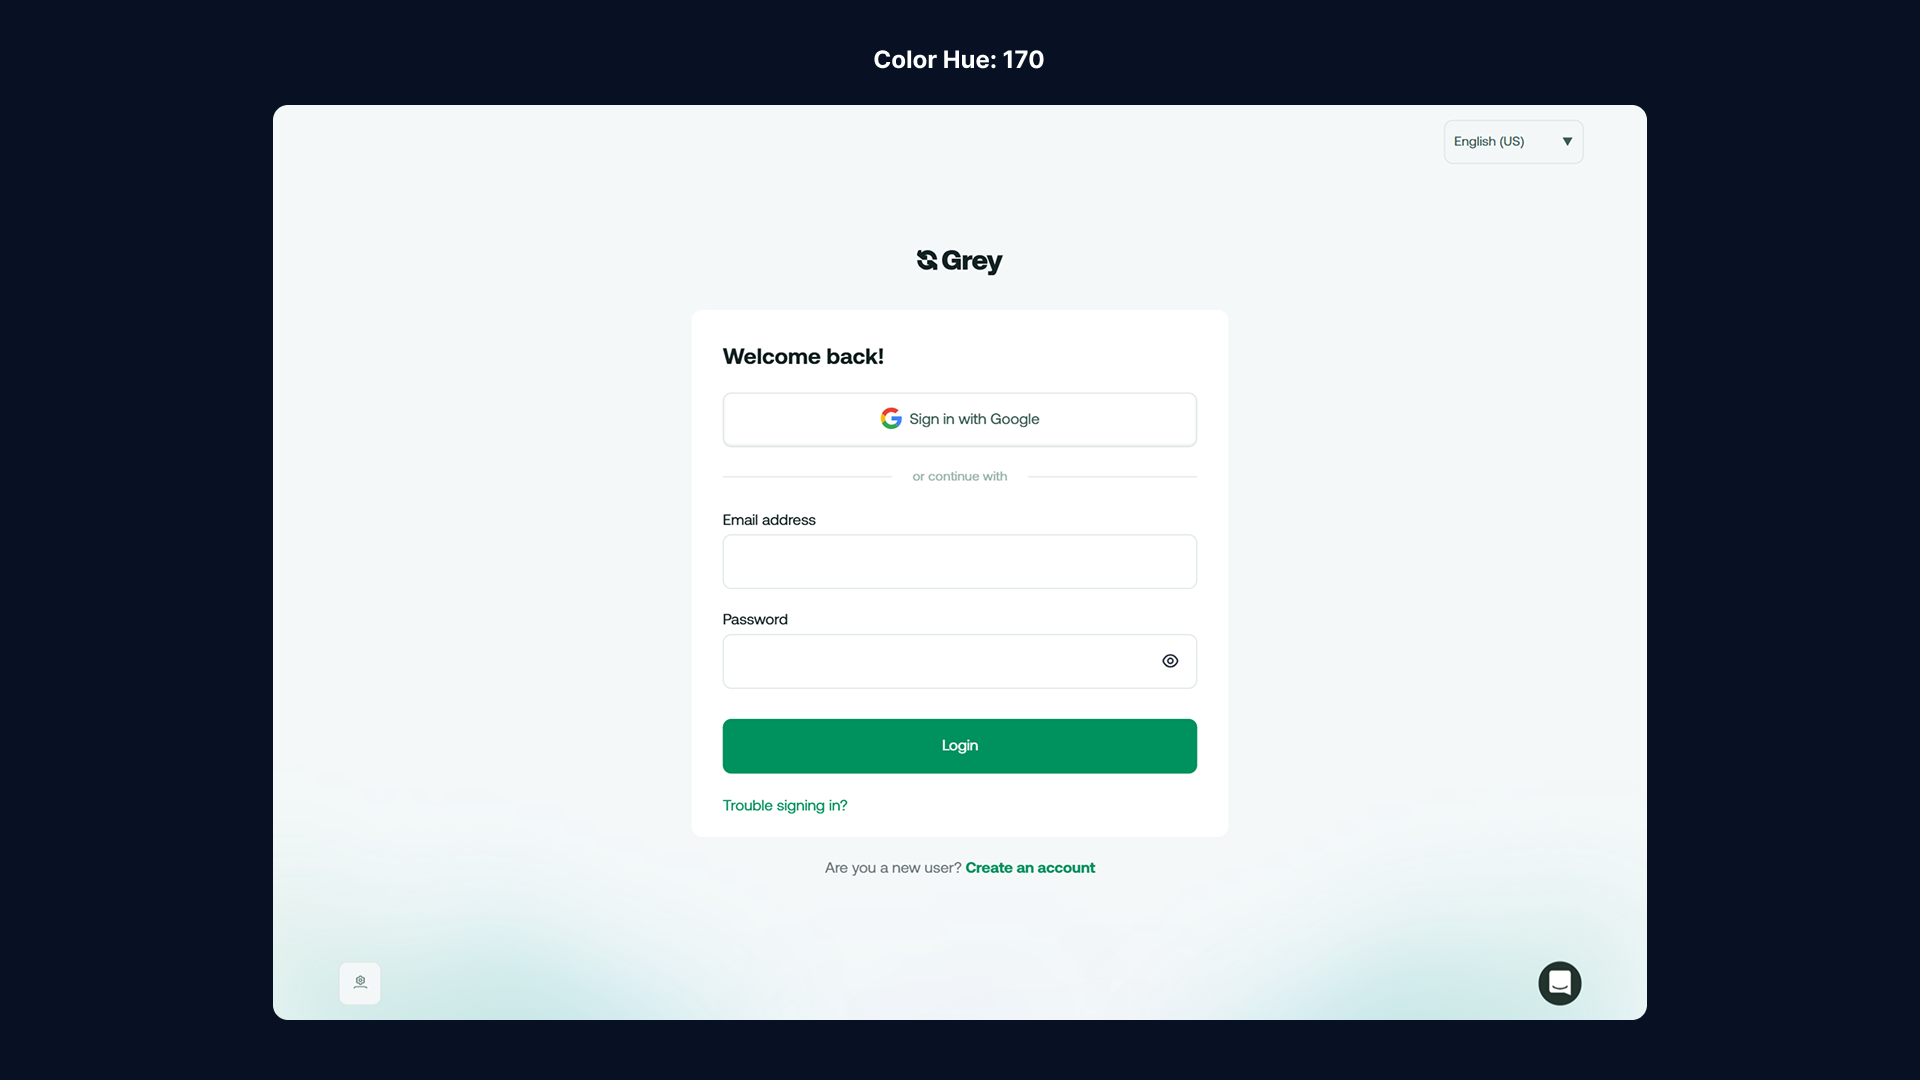 Color Hue: 170
English (US)
Grey
Welcome back!
Sign in with Google
or continue with
Email address
Password
Login
Trouble signing in?
Are you a new user? Create an account